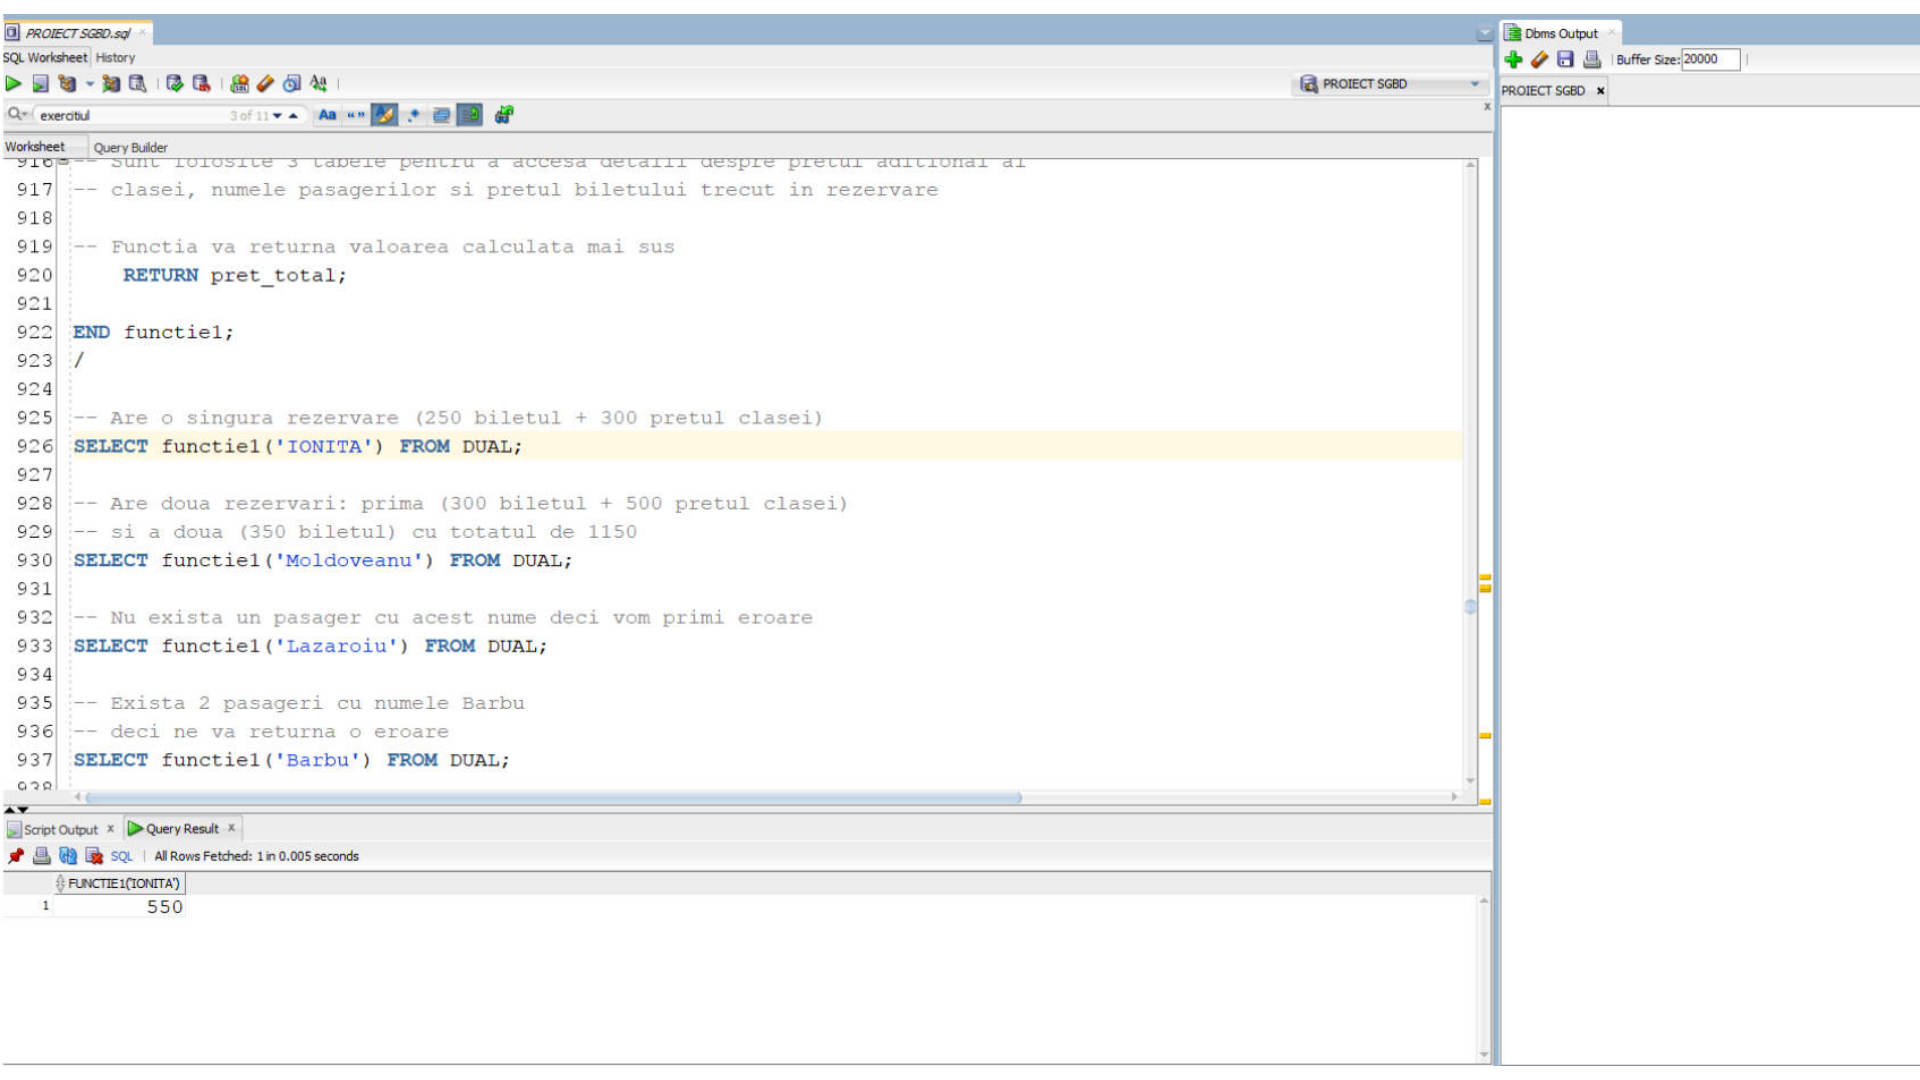 PROIECT SGBD.sql
SQL Worksheet History
PROIECT SGBD
exercitiul 3 of 11 Aa “”
Worksheet Query Builder
916 -- Sunt folosite 3 tabele pentru a accesa detalii despre pretul aditional al
917 -- clasei, numele pasagerilor si pretul biletului trecut in rezervare
918
919 -- Functia va returna valoarea calculata mai sus
920 RETURN pret_total;
921
922 END functie1;
923 /
924
925 -- Are o singura rezervare (250 biletul + 300 pretul clasei)
926 SELECT functie1('IONITA') FROM DUAL;
927
928 -- Are doua rezervari: prima (300 biletul + 500 pretul clasei)
929 -- si a doua (350 biletul) cu totatul de 1150
930 SELECT functie1('Moldoveanu') FROM DUAL;
931
932 -- Nu exista un pasager cu acest nume deci vom primi eroare
933 SELECT functie1('Lazaroiu') FROM DUAL;
934
935 -- Exista 2 pasageri cu numele Barbu
936 -- deci ne va returna o eroare
937 SELECT functie1('Barbu') FROM DUAL;
938
Script Output x Query Result x
SQL | All Rows Fetched: 1 in 0.005 seconds
FUNCTIE1('IONITA')
1 550
Dbms Output
Buffer Size: 20000
PROIECT SGBD x